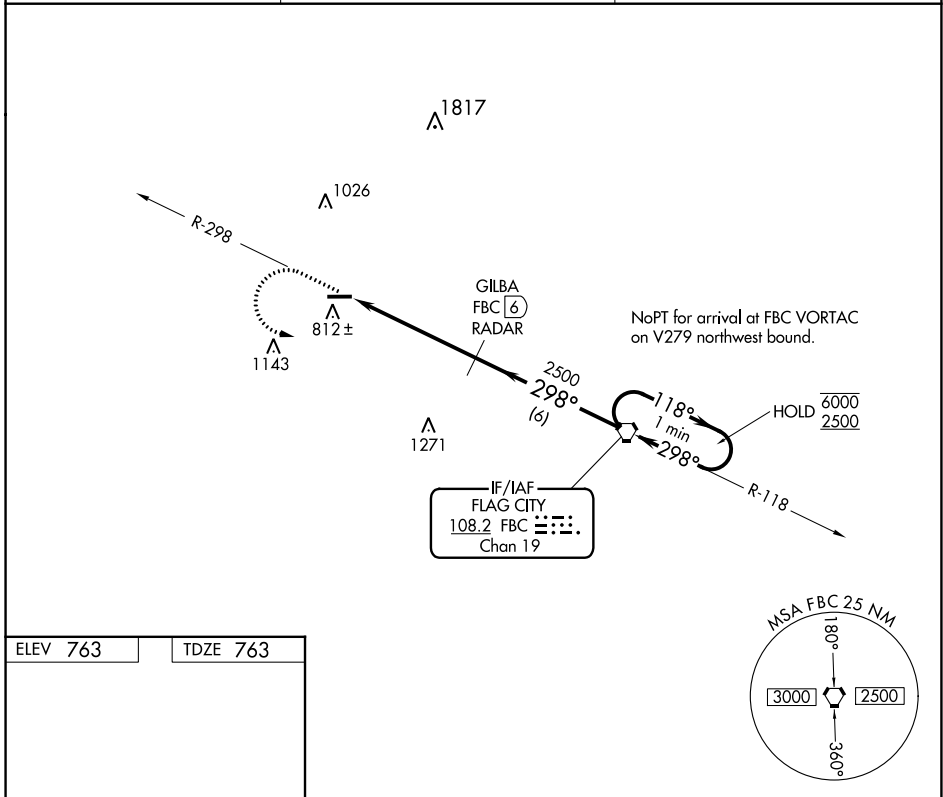 1817
1026
R-298
GILBA
FBC 6
RADAR
NoPT for arrival at FBC VORTAC
on V279 northwest bound.
812 ±
1143
2500
298°
(6)
118°
1 min
298°
HOLD 6000
2500
1271
R-118
IF/IAF
FLAG CITY
108.2 FBC
Chan 19
MSA FBC 25 NM
180°
3000
2500
360°
ELEV 763
TDZE 763